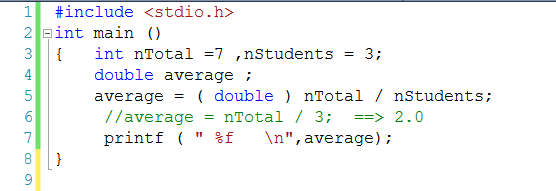 1 #include <stdio.h>
2 int main ()
3 {   int nTotal =7 ,nStudents = 3;
4     double average ;
5     average = ( double ) nTotal / nStudents;
6      //average = nTotal / 3;  ==> 2.0
7      printf ( " %f   \n",average);
8 }
9